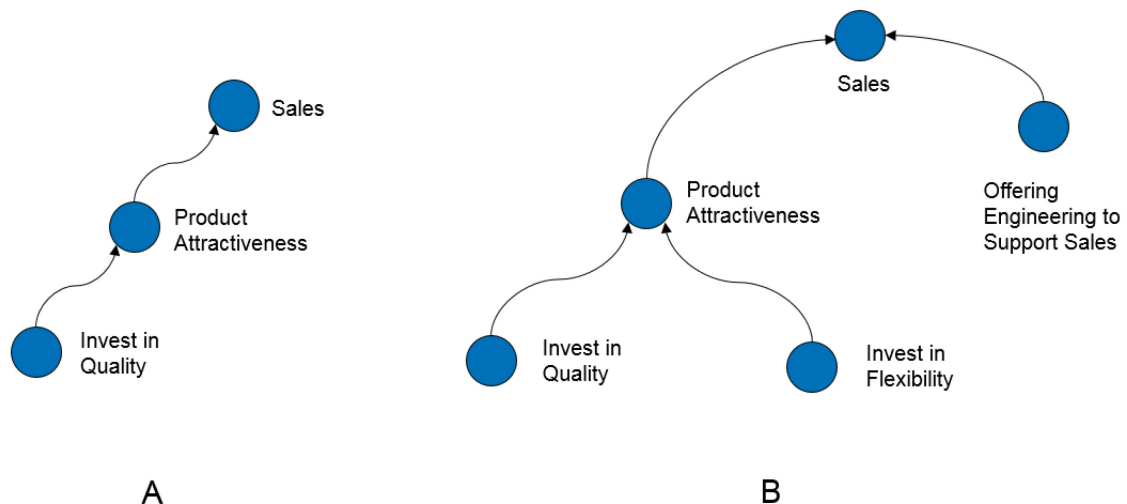 Sales
Product
Attractiveness
Invest in
Quality
A
Sales
Product
Attractiveness
Offering
Engineering to
Support Sales
Invest in
Quality
Invest in
Flexibility
B